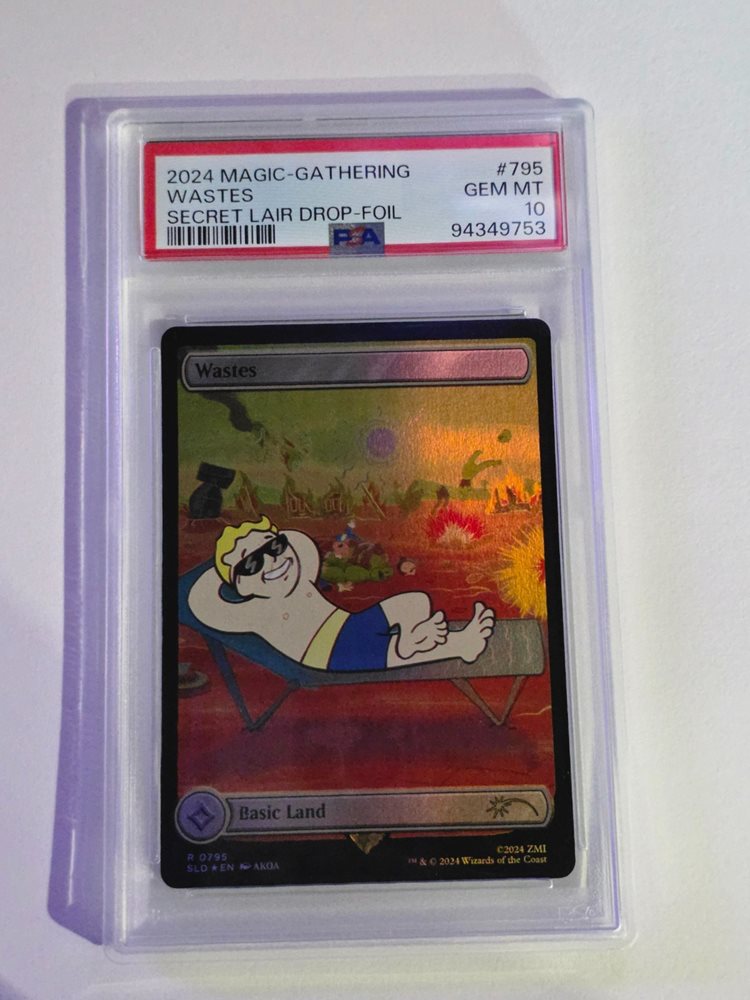 2024 MAGIC-GATHERING #795
WASTES GEM MT
SECRET LAIR DROP-FOIL 10
PSA 94349753
Wastes
Basic Land
R 0795
SLD ★ EN AKOA
©2024 ZMI
™ & © 2024 Wizards of the Coast